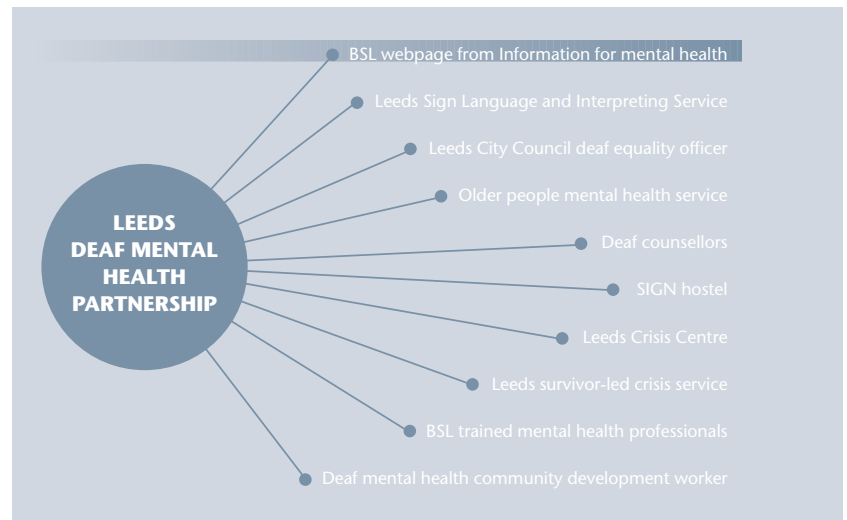 BSL webpage from Information for mental health
Leeds Sign Language and Interpreting Service
Leeds City Council deaf equality officer
Older people mental health service
LEEDS
DEAF MENTAL
HEALTH
PARTNERSHIP
Deaf counsellors
SIGN hostel
Leeds Crisis Centre
Leeds survivor-led crisis service
BSL trained mental health professionals
Deaf mental health community development worker